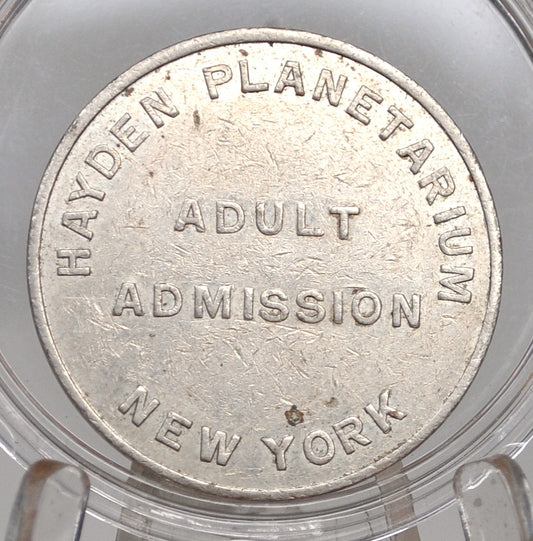 HAYDEN PLANETARIUM
ADULT
ADMISSION
NEW YORK